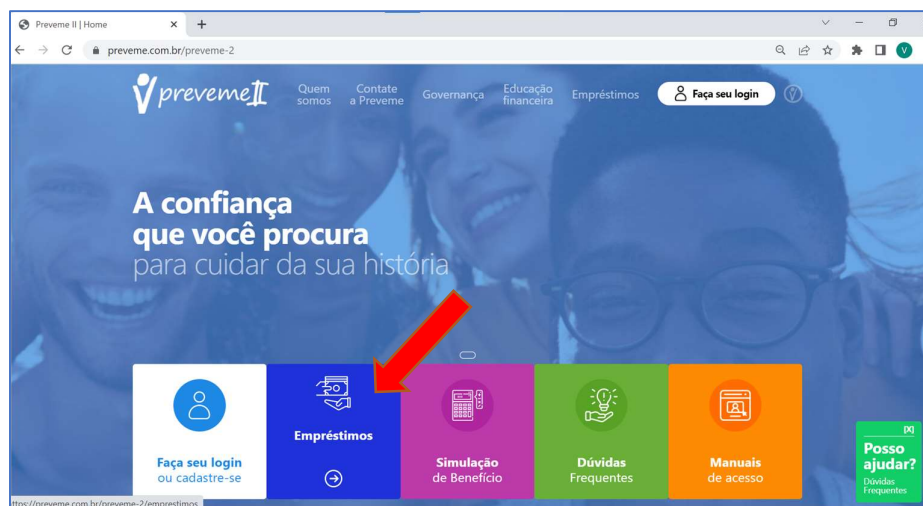 Preveme II | Home
preveme.com.br/preveme-2
V
preveme II
Quem somos
Contate a Preveme
Governança
Educação financeira
Empréstimos
Faça seu login
A confiança
que você procura
para cuidar da sua história
Empréstimos
Faça seu login
ou cadastre-se
Simulação
de Benefício
Dúvidas
Frequentes
Manuais
de acesso
[X]
Posso
ajudar?
Dúvidas
Frequentes
ttps://preveme.com.br/preveme-2/emprestimos